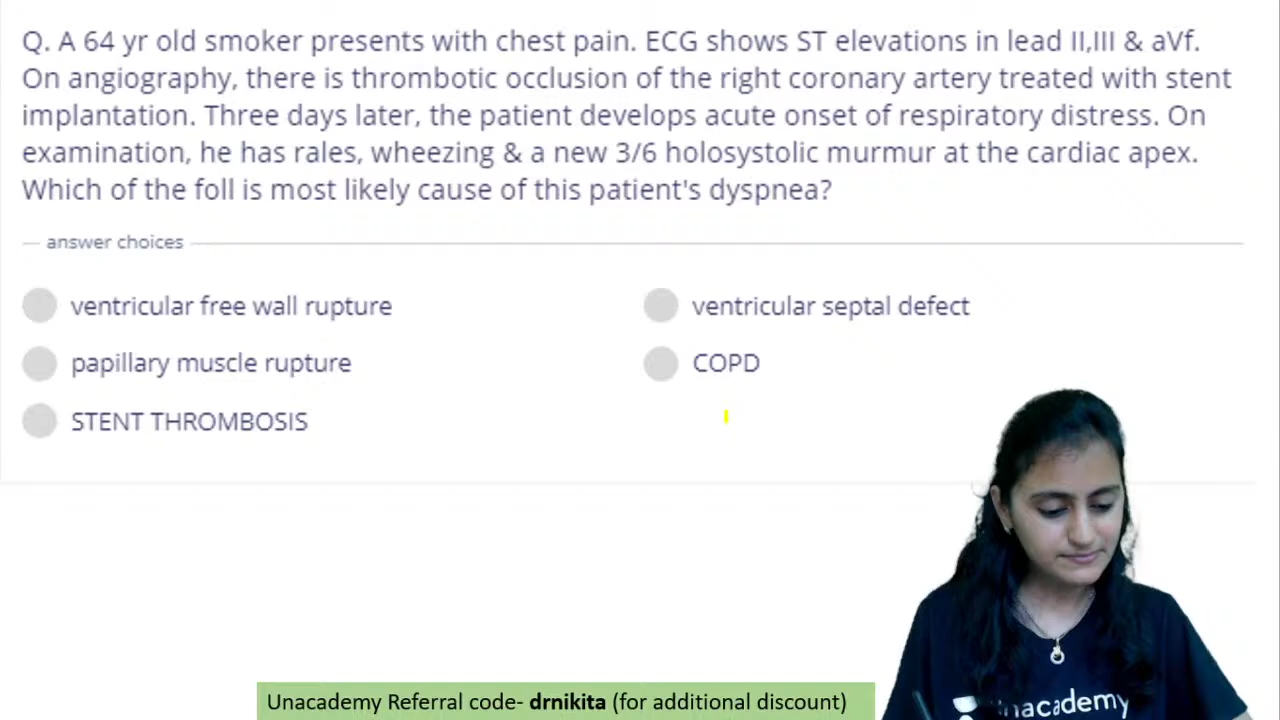 Q. A 64 yr old smoker presents with chest pain. ECG shows ST elevations in lead II,III & aVf.
On angiography, there is thrombotic occlusion of the right coronary artery treated with stent
implantation. Three days later, the patient develops acute onset of respiratory distress. On
examination, he has rales, wheezing & a new 3/6 holosystolic murmur at the cardiac apex.
Which of the foll is most likely cause of this patient's dyspnea?
answer choices
ventricular free wall rupture
ventricular septal defect
papillary muscle rupture
COPD
STENT THROMBOSIS
unacademy
Unacademy Referral code- drnikita (for additional discount)